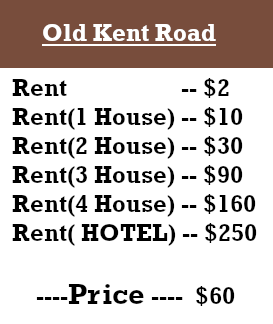 Old Kent Road
Rent -- $2
Rent(1 House) -- $10
Rent(2 House) -- $30
Rent(3 House) -- $90
Rent(4 House) -- $160
Rent( HOTEL) -- $250
----Price ---- $60